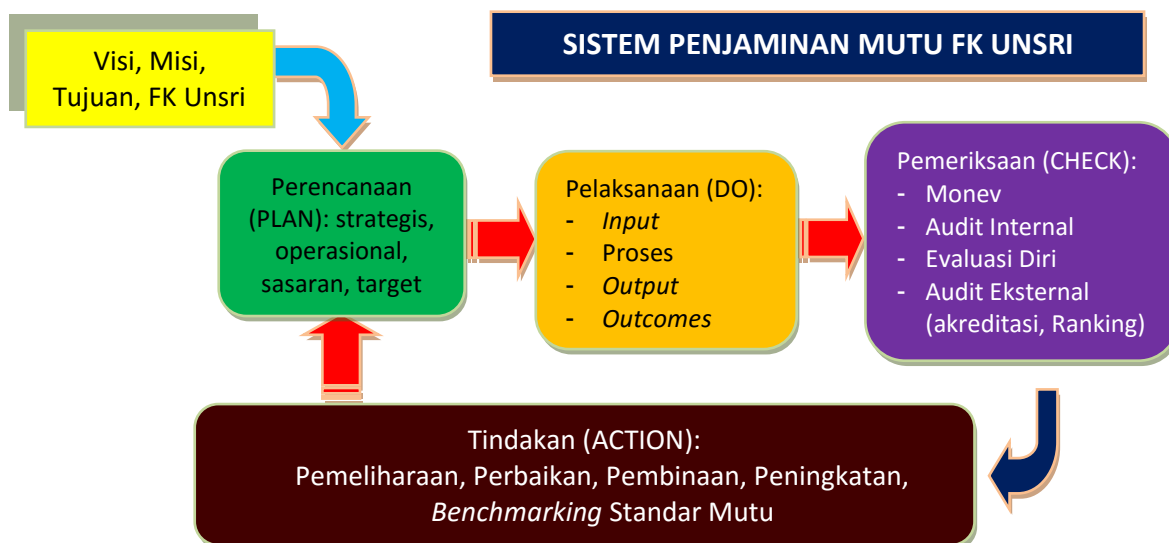 Visi, Misi,
Tujuan, FK Unsri
SISTEM PENJAMINAN MUTU FK UNSRI
Perencanaan
(PLAN): strategis,
operasional,
sasaran, target
Pelaksanaan (DO):
- Input
- Proses
- Output
- Outcomes
Pemeriksaan (CHECK):
- Monev
- Audit Internal
- Evaluasi Diri
- Audit Eksternal
(akreditasi, Ranking)
Tindakan (ACTION):
Pemeliharaan, Perbaikan, Pembinaan, Peningkatan,
Benchmarking Standar Mutu